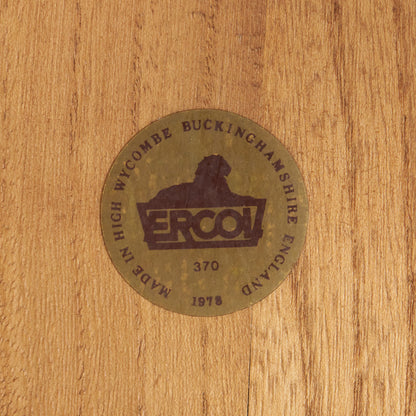 MADE IN HIGH WYCOMBE BUCKINGHAMSHIRE ENGLAND
ERCOL
370
1978